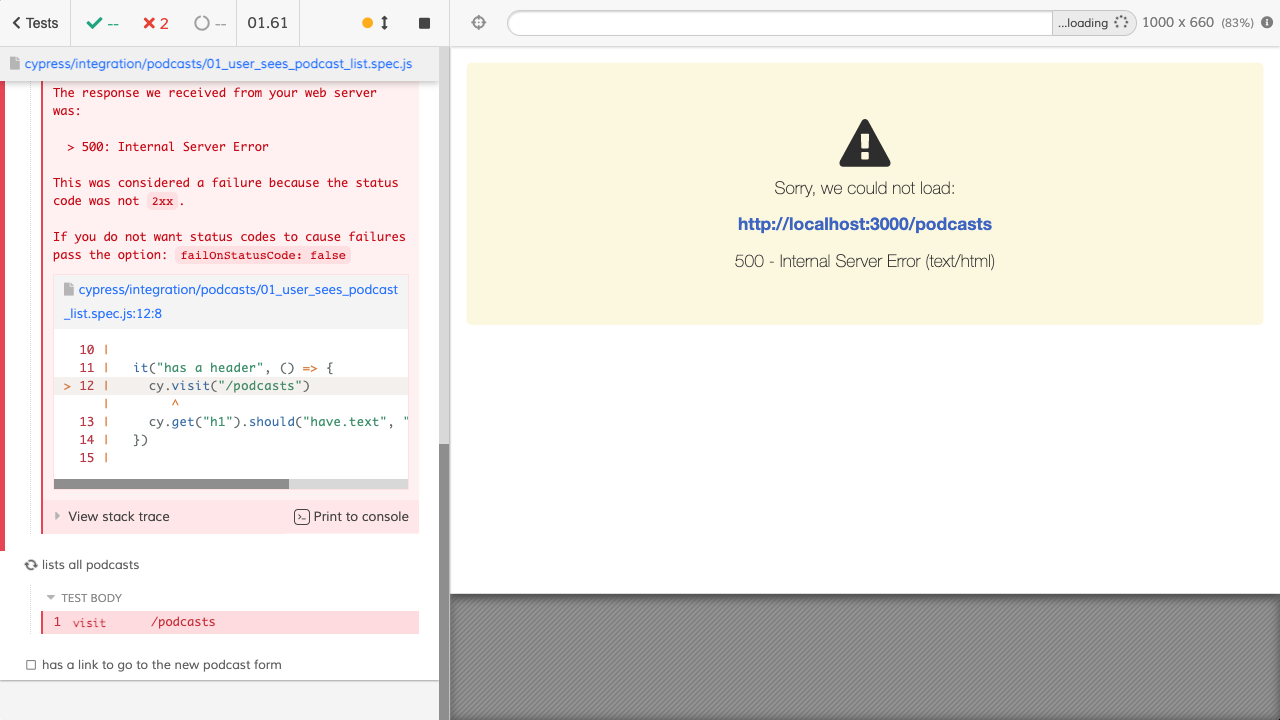 Tests
--
2
--
01.61
...loading
1000 x 660 (83%)
cypress/integration/podcasts/01_user_sees_podcast_list.spec.js
The response we received from your web server
was:
> 500: Internal Server Error
This was considered a failure because the status
code was not 2xx.
If you do not want status codes to cause failures
pass the option: failOnStatusCode: false
cypress/integration/podcasts/01_user_sees_podcast
_list.spec.js:12:8
10 |
11 |   it("has a header", () => {
> 12 |     cy.visit("/podcasts")
|        ^
13 |     cy.get("h1").should("have.text", "
14 |   })
15 |
View stack trace
Print to console
lists all podcasts
TEST BODY
1 visit /podcasts
has a link to go to the new podcast form
Sorry, we could not load:
http://localhost:3000/podcasts
500 - Internal Server Error (text/html)